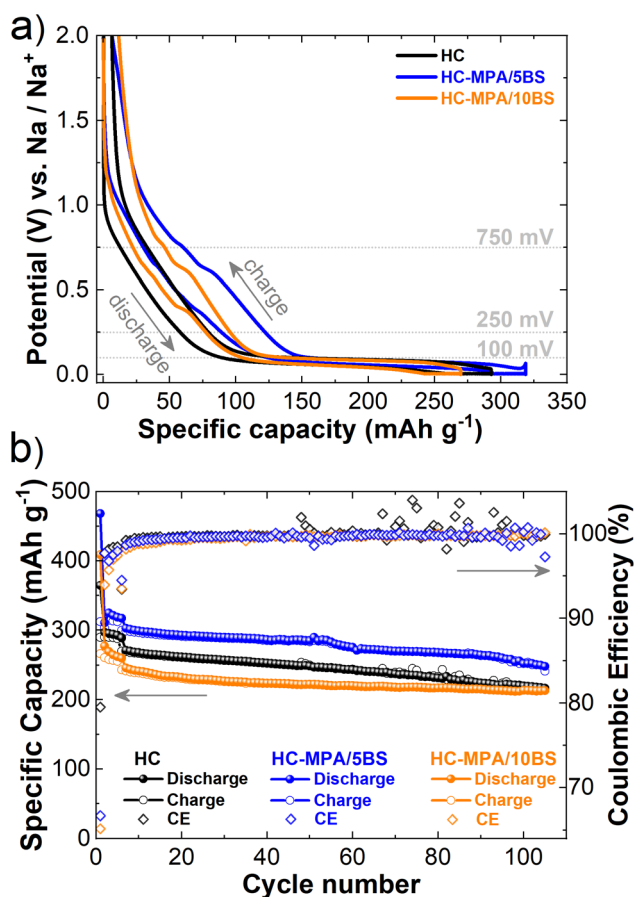 a)
2.0
1.5
1.0
0.5
0.0
Potential (V) vs. Na / Na⁺
HC
HC-MPA/5BS
HC-MPA/10BS
750 mV
charge
discharge
250 mV
100 mV
0 50 100 150 200 250 300 350
Specific capacity (mAh g⁻¹)
b)
500
400
300
200
100
0
Specific Capacity (mAh g⁻¹)
100
90
80
70
Coulombic Efficiency (%)
HC HC-MPA/5BS HC-MPA/10BS
Discharge Discharge Discharge
Charge Charge Charge
CE CE CE
0 20 40 60 80 100
Cycle number